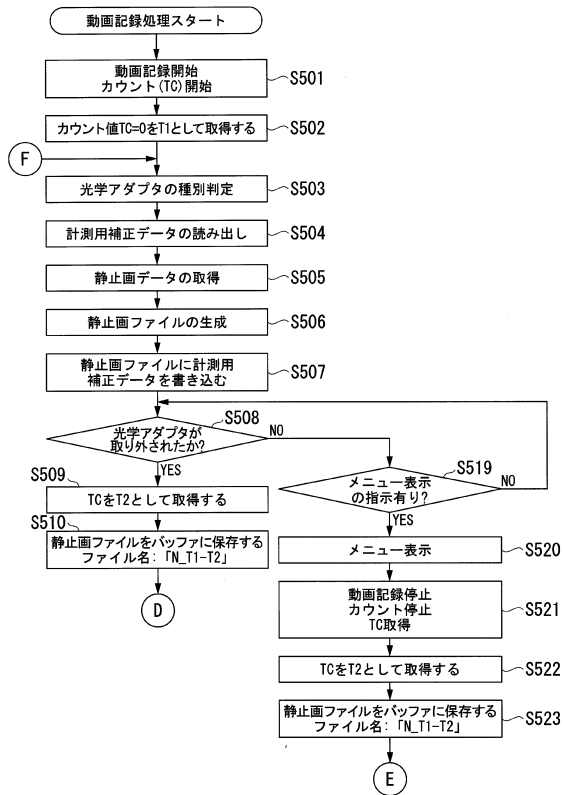 動画記録処理スタート
動画記録開始
カウント(TC)開始
S501
カウント値TC=0をT1として取得する
S502
F
光学アダプタの種別判定
S503
計測用補正データの読み出し
S504
静止画データの取得
S505
静止画ファイルの生成
S506
静止画ファイルに計測用
補正データを書き込む
S507
S508
光学アダプタが
取り外されたか?
NO
YES
S519
メニュー表示
の指示有り?
NO
YES
S509
TCをT2として取得する
S510
静止画ファイルをバッファに保存する
ファイル名:「N_T1-T2」
D
メニュー表示
S520
動画記録停止
カウント停止
TC取得
S521
TCをT2として取得する
S522
静止画ファイルをバッファに保存する
ファイル名:「N_T1-T2」
S523
E